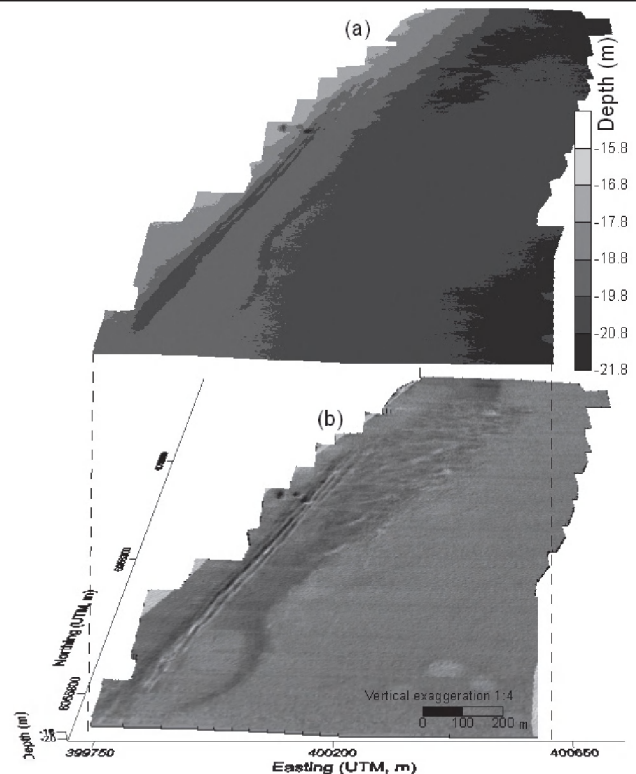 (a)
Depth (m)
-15.8
-16.8
-17.8
-18.8
-19.8
-20.8
-21.8
(b)
Northing (UTM, m)
Depth (m)
Vertical exaggeration 1:4
0 100 200 m
399750 400200 400650
Easting (UTM, m)